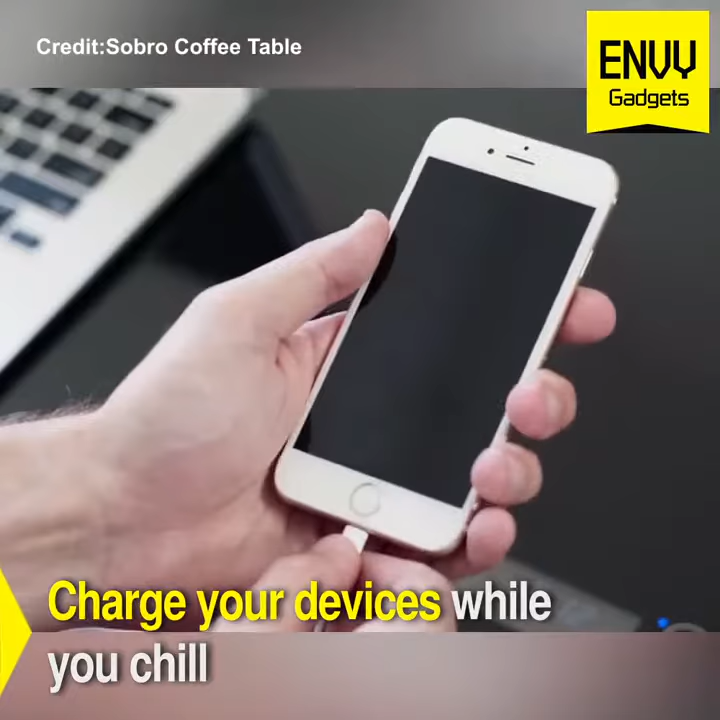 Credit:Sobro Coffee Table
ENVY
Gadgets
Charge your devices while
you chill